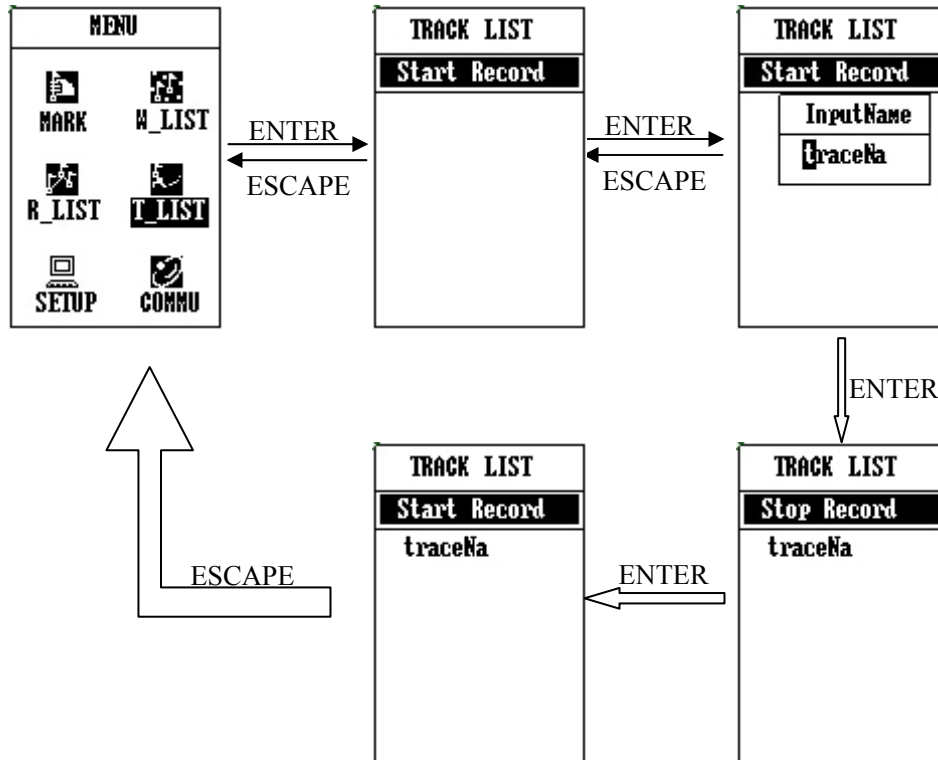 MENU
MARK W_LIST
R_LIST T_LIST
SETUP COMMU
ENTER
ESCAPE
TRACK LIST
Start Record
ENTER
ESCAPE
TRACK LIST
Start Record
InputName
traceNa
ENTER
TRACK LIST
Stop Record
traceNa
ENTER
TRACK LIST
Start Record
traceNa
ESCAPE